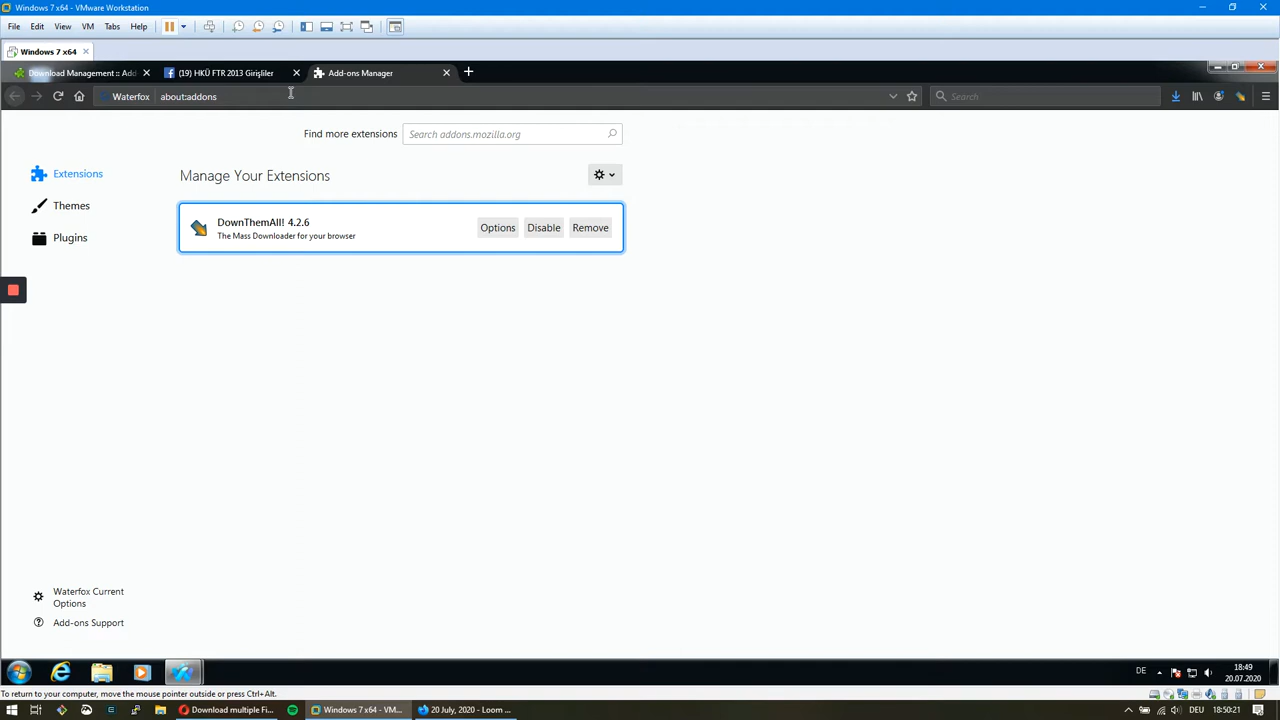 Windows 7 x64 - VMware Workstation
File Edit View VM Tabs Help
Windows 7 x64
Download Management :: Add
(19) HKÜ FTR 2013 Girişliler
Add-ons Manager
Waterfox about:addons
Search
Find more extensions
Search addons.mozilla.org
Extensions
Themes
Plugins
Manage Your Extensions
DownThemAll! 4.2.6
The Mass Downloader for your browser
Options
Disable
Remove
Waterfox Current
Options
Add-ons Support
DE
18:49
20.07.2020
To return to your computer, move the mouse pointer outside or press Ctrl+Alt.
Download multiple Fi...
Windows 7 x64 - VM...
20 July, 2020 - Loom ...
DEU
18:50:21